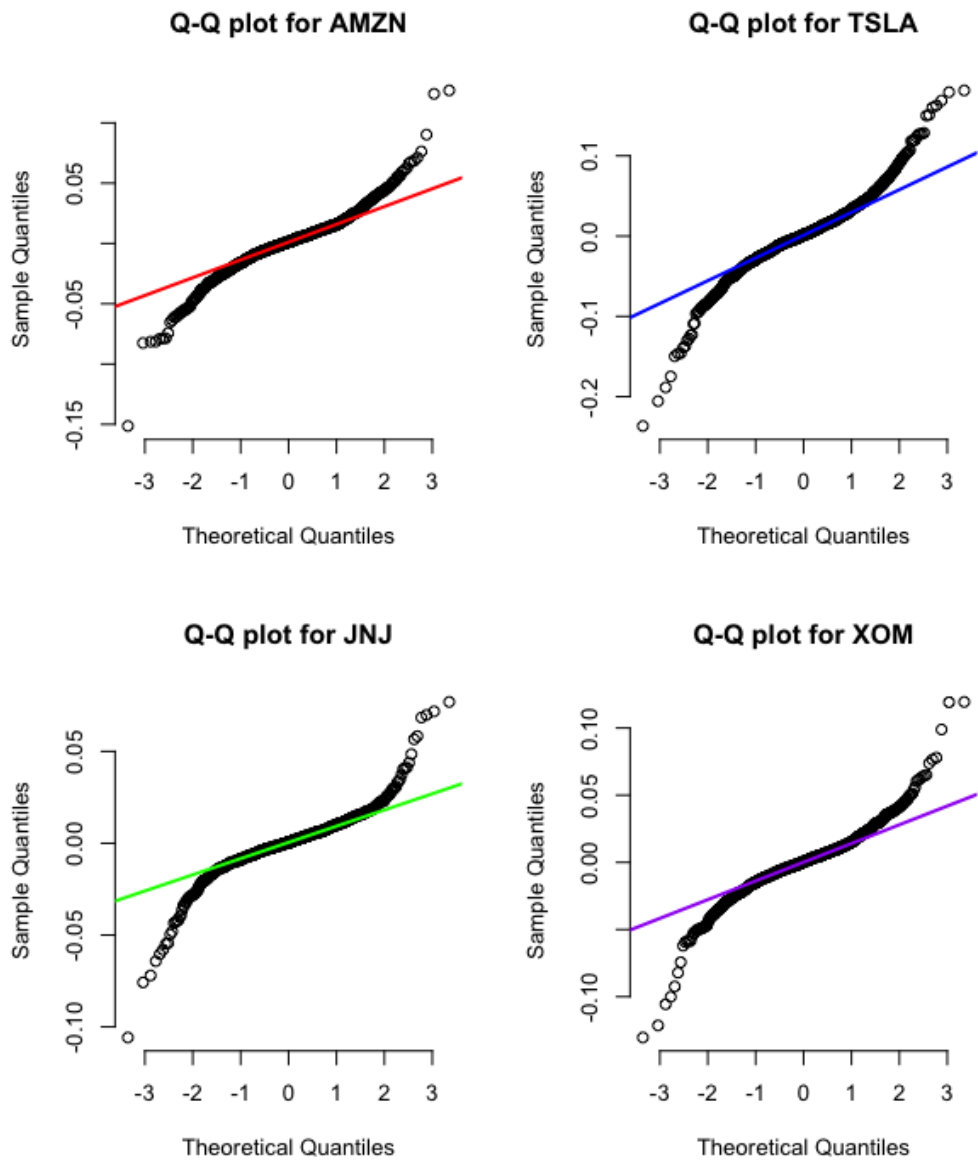 Q-Q plot for AMZN
Sample Quantiles
0.05
-0.05
-0.15
-3 -2 -1 0 1 2 3
Theoretical Quantiles
Q-Q plot for TSLA
Sample Quantiles
0.1
0.0
-0.1
-0.2
-3 -2 -1 0 1 2 3
Theoretical Quantiles
Q-Q plot for JNJ
Sample Quantiles
0.05
0.00
-0.05
-0.10
-3 -2 -1 0 1 2 3
Theoretical Quantiles
Q-Q plot for XOM
Sample Quantiles
0.10
0.05
0.00
-0.10
-3 -2 -1 0 1 2 3
Theoretical Quantiles